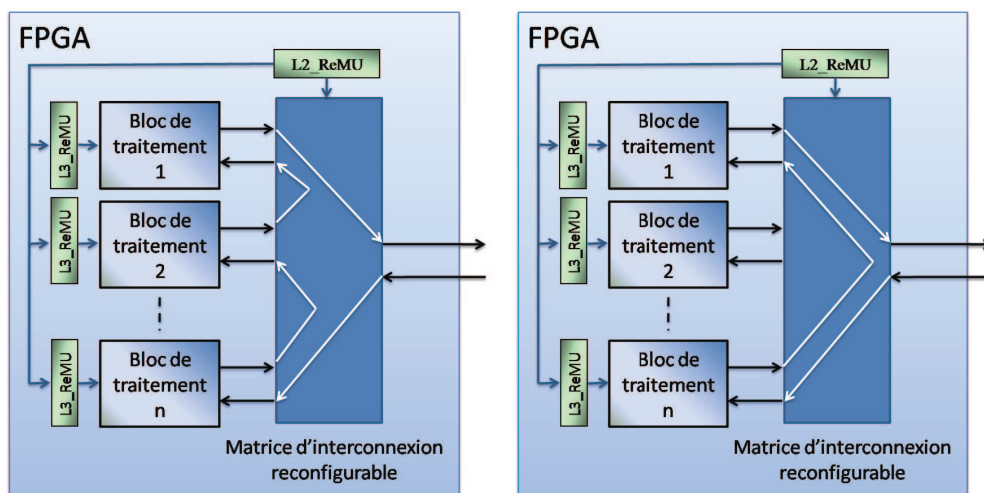 FPGA
L2_ReMU
L3_ReMU
Bloc de
traitement
1
L3_ReMU
Bloc de
traitement
2
L3_ReMU
Bloc de
traitement
n
Matrice d'interconnexion
reconfigurable
FPGA
L2_ReMU
L3_ReMU
Bloc de
traitement
1
L3_ReMU
Bloc de
traitement
2
L3_ReMU
Bloc de
traitement
n
Matrice d'interconnexion
reconfigurable